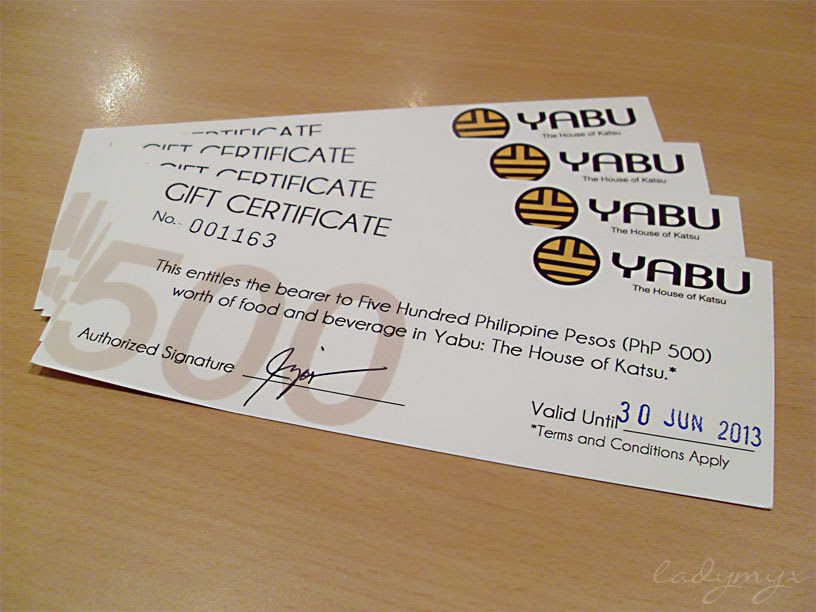 CERTIFICATE
YABU
The House of Katsu
GIFT CERTIFICATE
YABU
The House of Katsu
GIFT CERTIFICATE
YABU
The House of Katsu
GIFT CERTIFICATE
No. 001163
YABU
The House of Katsu
500
This entitles the bearer to Five Hundred Philippine Pesos (PhP 500)
worth of food and beverage in Yabu: The House of Katsu.*
Authorized Signature
Valid Until 30 JUN 2013
*Terms and Conditions Apply
ladymyx